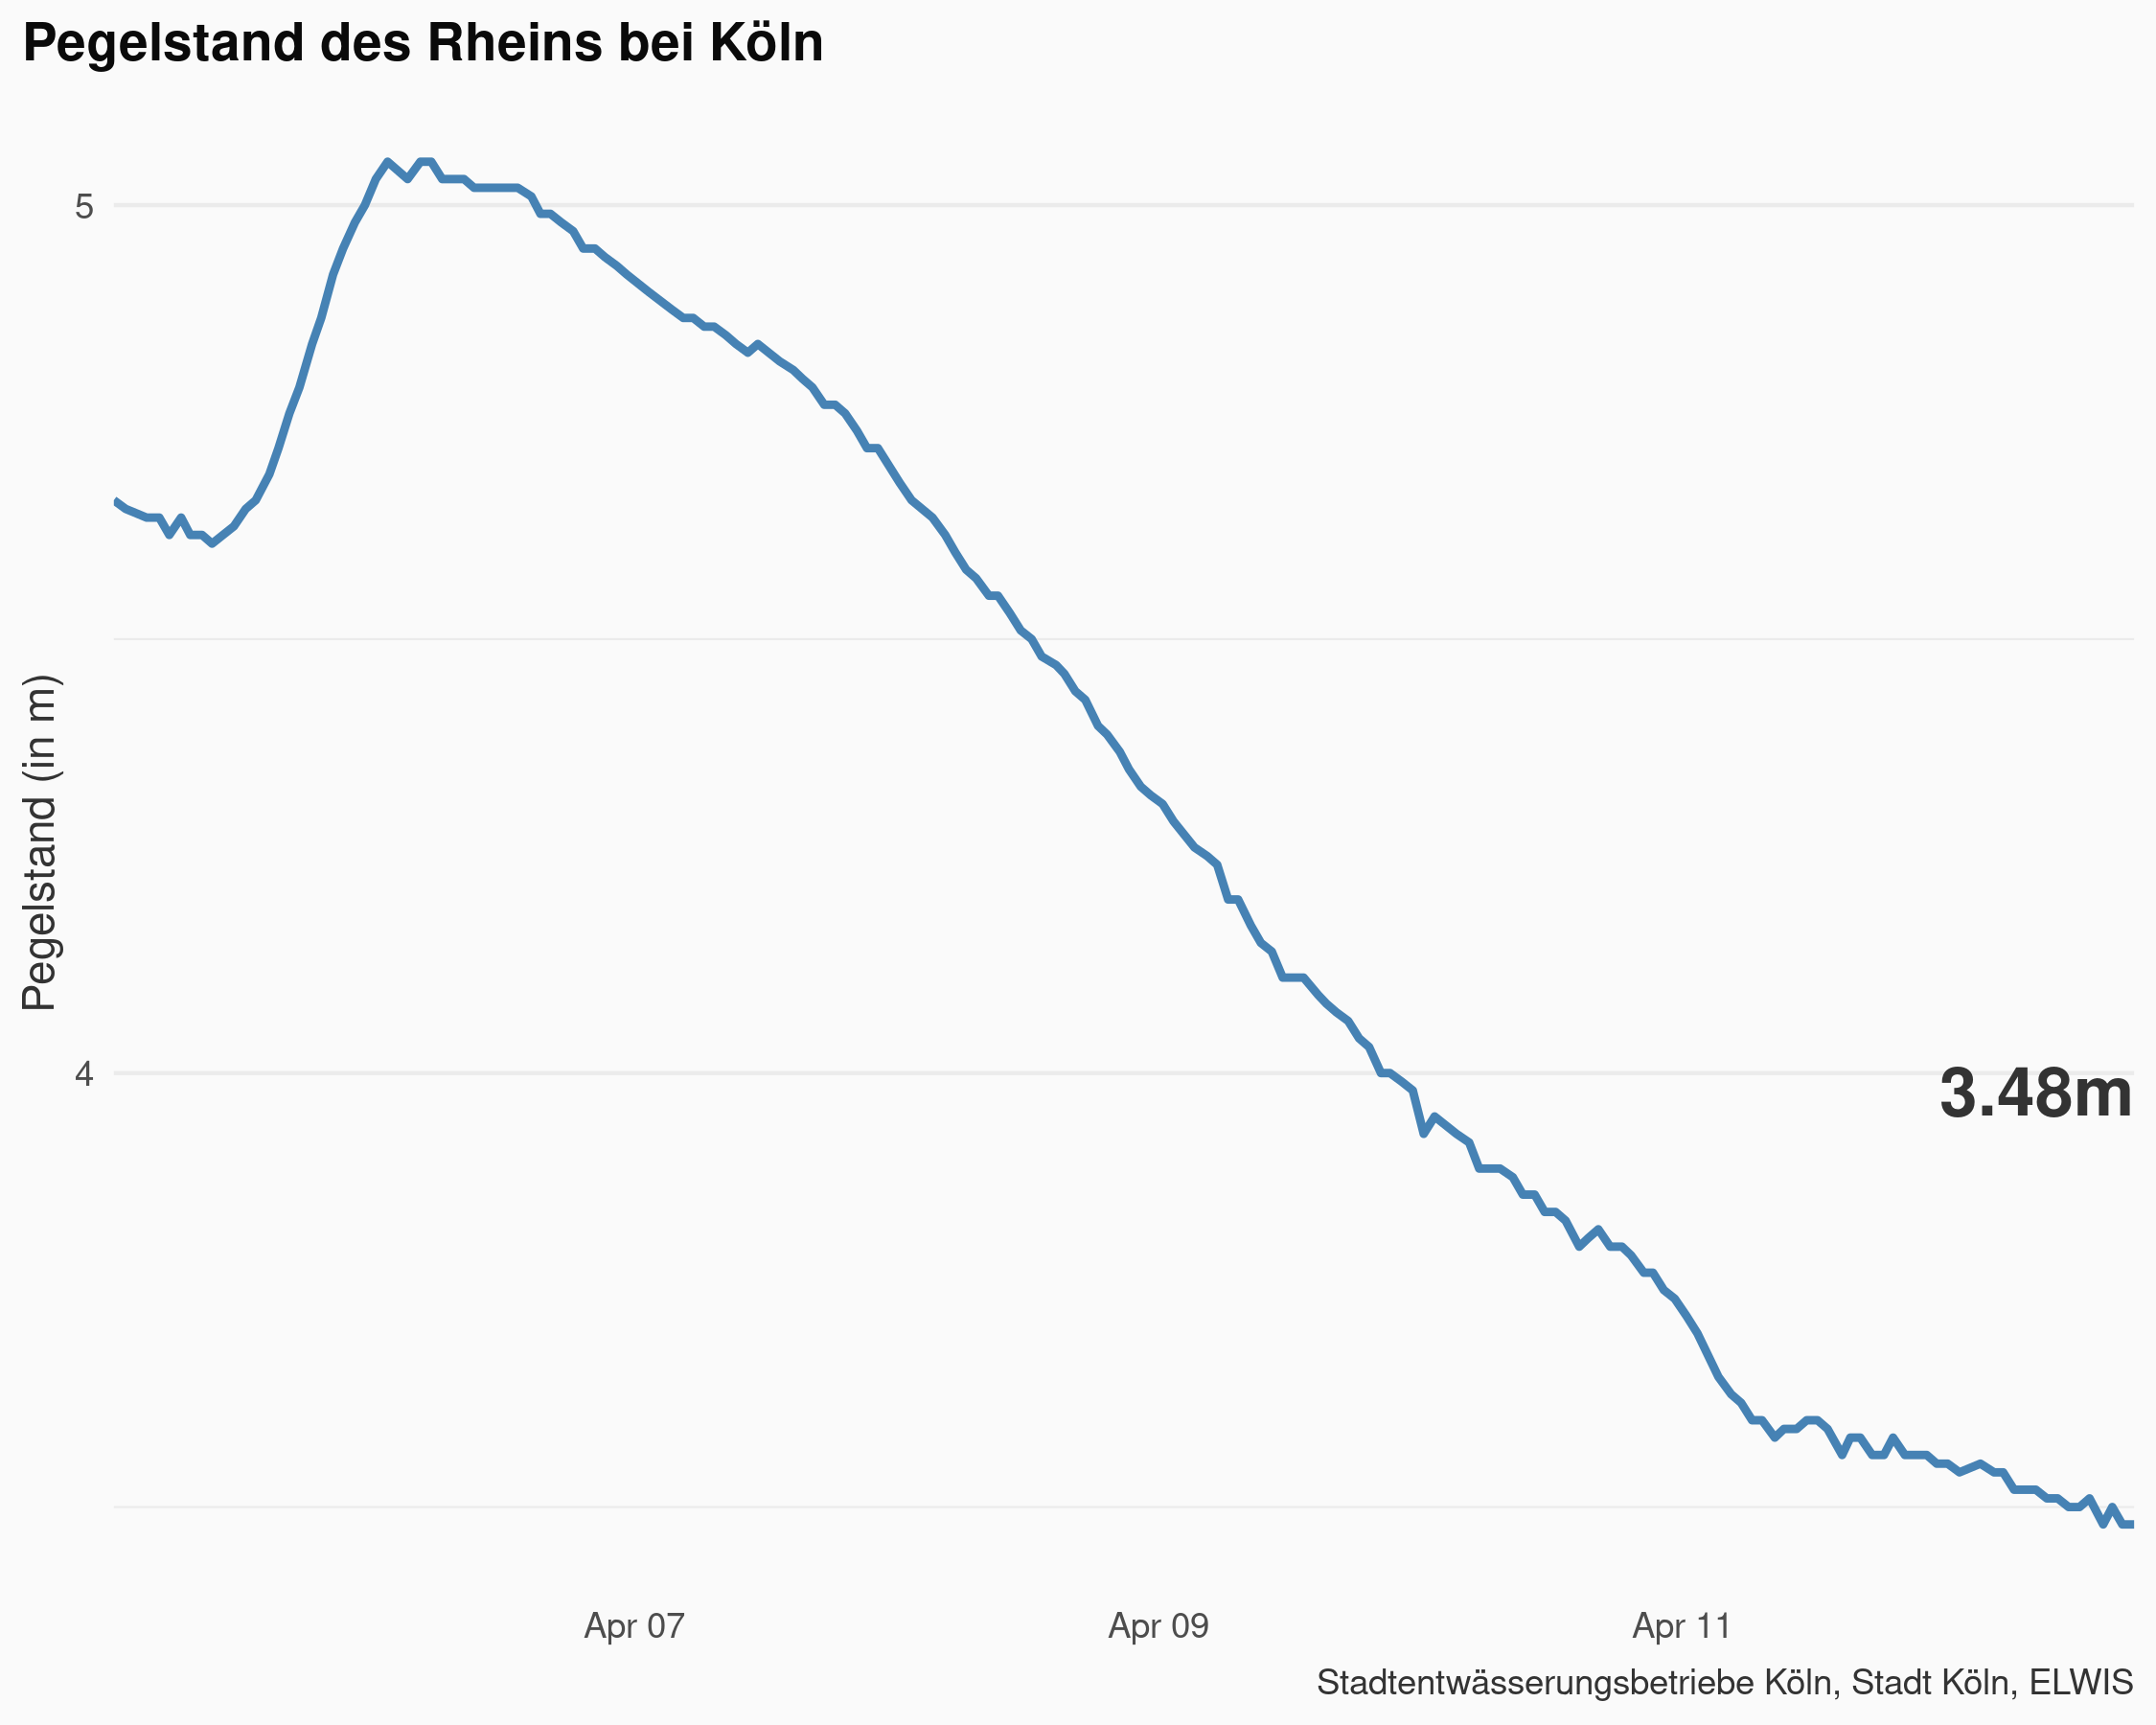 Pegelstand des Rheins bei Köln
Pegelstand (in m)
5
4
3.48m
Apr 07
Apr 09
Apr 11
Stadtentwässerungsbetriebe Köln, Stadt Köln, ELWIS